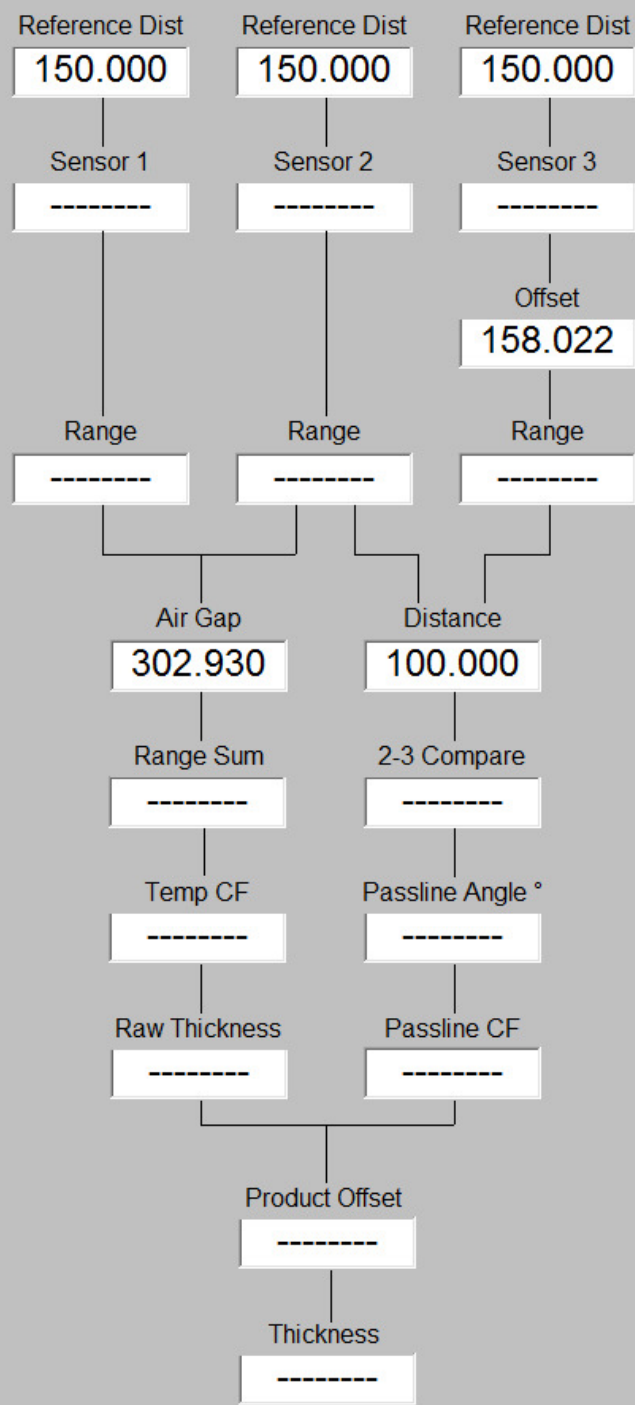 Reference Dist Reference Dist Reference Dist
150.000 150.000 150.000
Sensor 1 Sensor 2 Sensor 3
-------- -------- --------
Offset
158.022
Range Range Range
-------- -------- --------
Air Gap Distance
302.930 100.000
Range Sum 2-3 Compare
-------- --------
Temp CF Passline Angle °
-------- --------
Raw Thickness Passline CF
-------- --------
Product Offset
--------
Thickness
--------